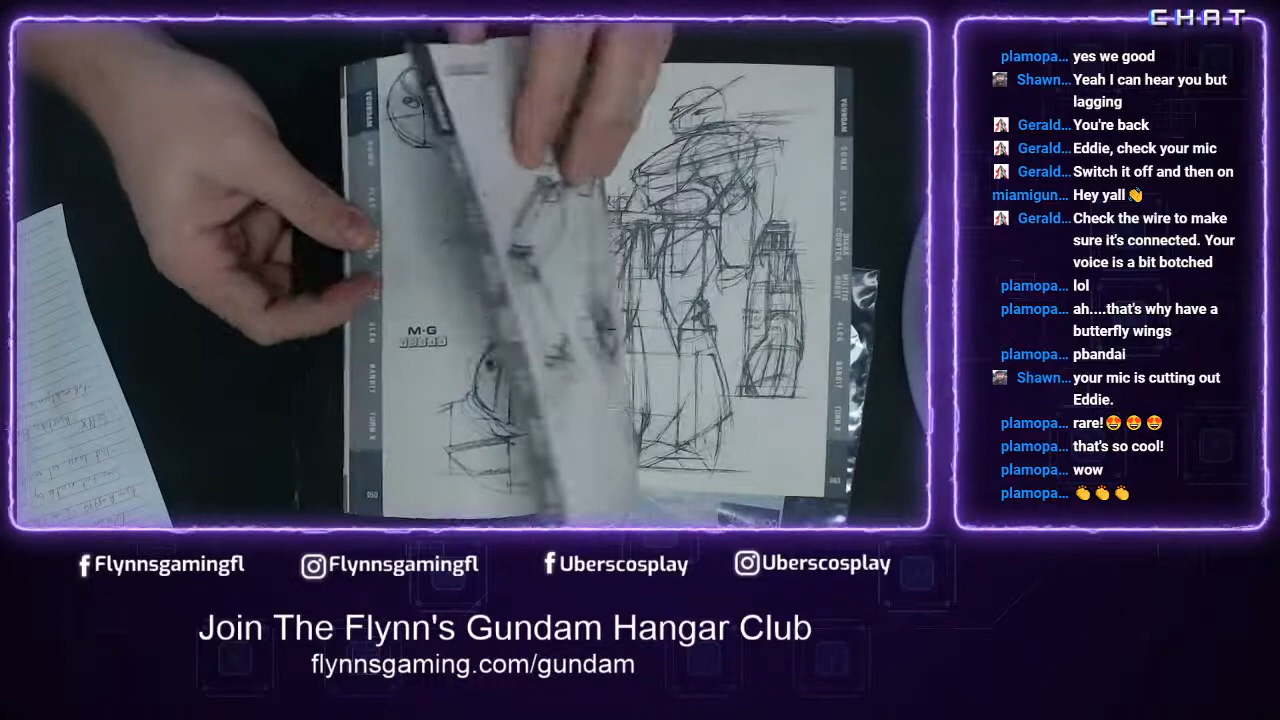 CHAT
plamopa… yes we good
Shawn… Yeah I can hear you but
lagging
Gerald… You're back
Gerald… Eddie, check your mic
Gerald… Switch it off and then on
miamigun… Hey yall👋
Gerald… Check the wire to make
sure it's connected. Your
voice is a bit botched
plamopa… lol
plamopa… ah....that's why have a
butterfly wings
plamopa… pbandai
Shawn… your mic is cutting out
Eddie.
plamopa… rare!🤩🤩🤩
plamopa… that's so cool!
plamopa… wow
plamopa… 👏👏👏
M·G
TURN X
BANDIT
Flynnsgamingfl
Flynnsgamingfl
Uberscosplay
Uberscosplay
Join The Flynn's Gundam Hangar Club
flynnsgaming.com/gundam